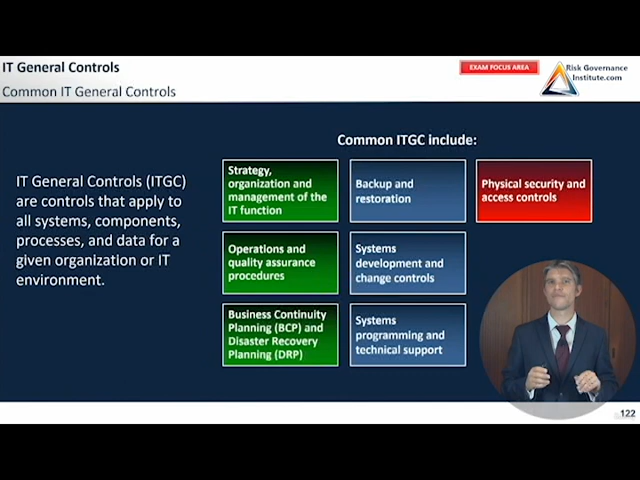 IT General Controls
EXAM FOCUS AREA
Risk Governance
Institute.com
Common IT General Controls
Common ITGC include:
IT General Controls (ITGC)
are controls that apply to
all systems, components,
processes, and data for a
given organization or IT
environment.
Strategy,
organization and
management of the
IT function
Backup and
restoration
Physical security and
access controls
Operations and
quality assurance
procedures
Systems
development and
change controls
Business Continuity
Planning (BCP) and
Disaster Recovery
Planning (DRP)
Systems
programming and
technical support
122